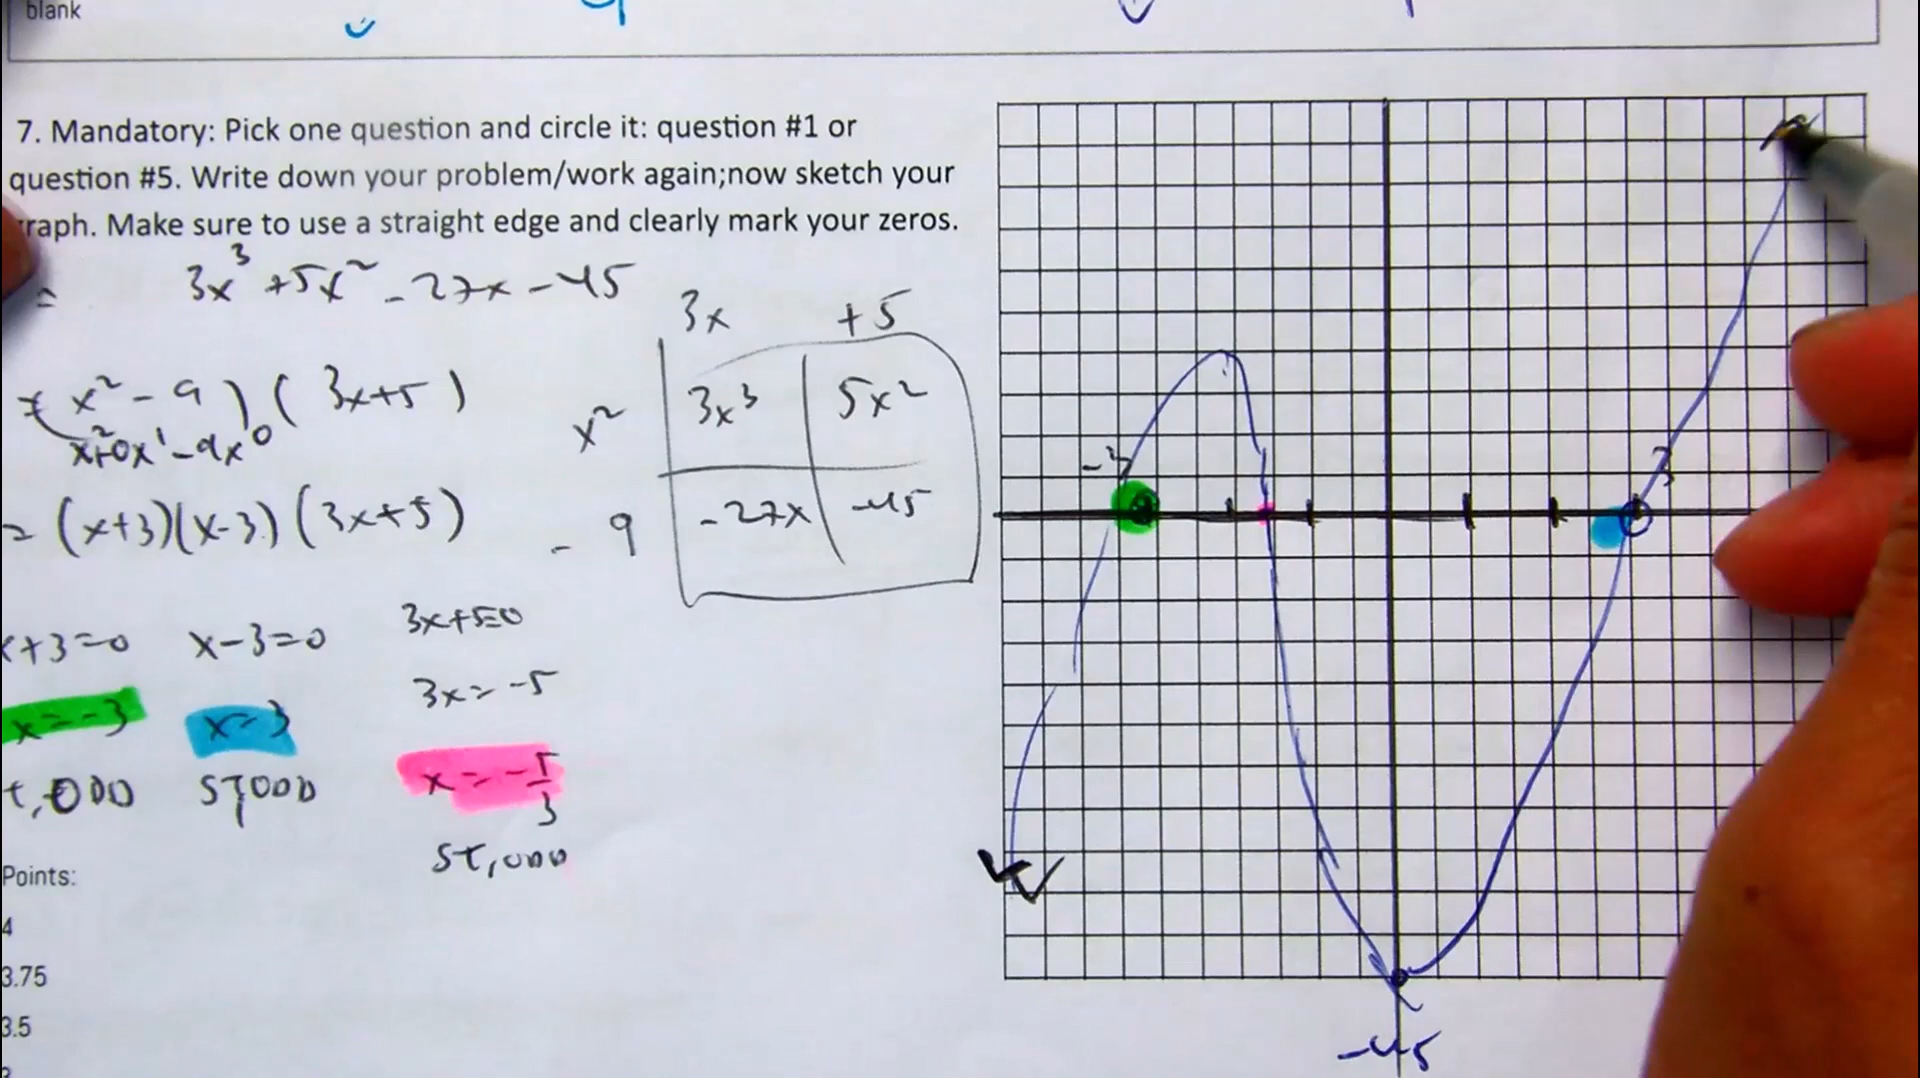 blank
7. Mandatory: Pick one question and circle it: question #1 or
question #5. Write down your problem/work again;now sketch your
raph. Make sure to use a straight edge and clearly mark your zeros.
= 3x³ +5x² - 27x - 45
(x² - 9)(3x+5)
x²+0x¹-9x⁰
= (x+3)(x-3)(3x+5)
x+3=0 x-3=0 3x+5=0
3x=-5
x=-3 x=3 x=-5/3
3x +5
x² 3x³ 5x²
-9 -27x -45
Points:
4
3.75
3.5
-3
3
-45